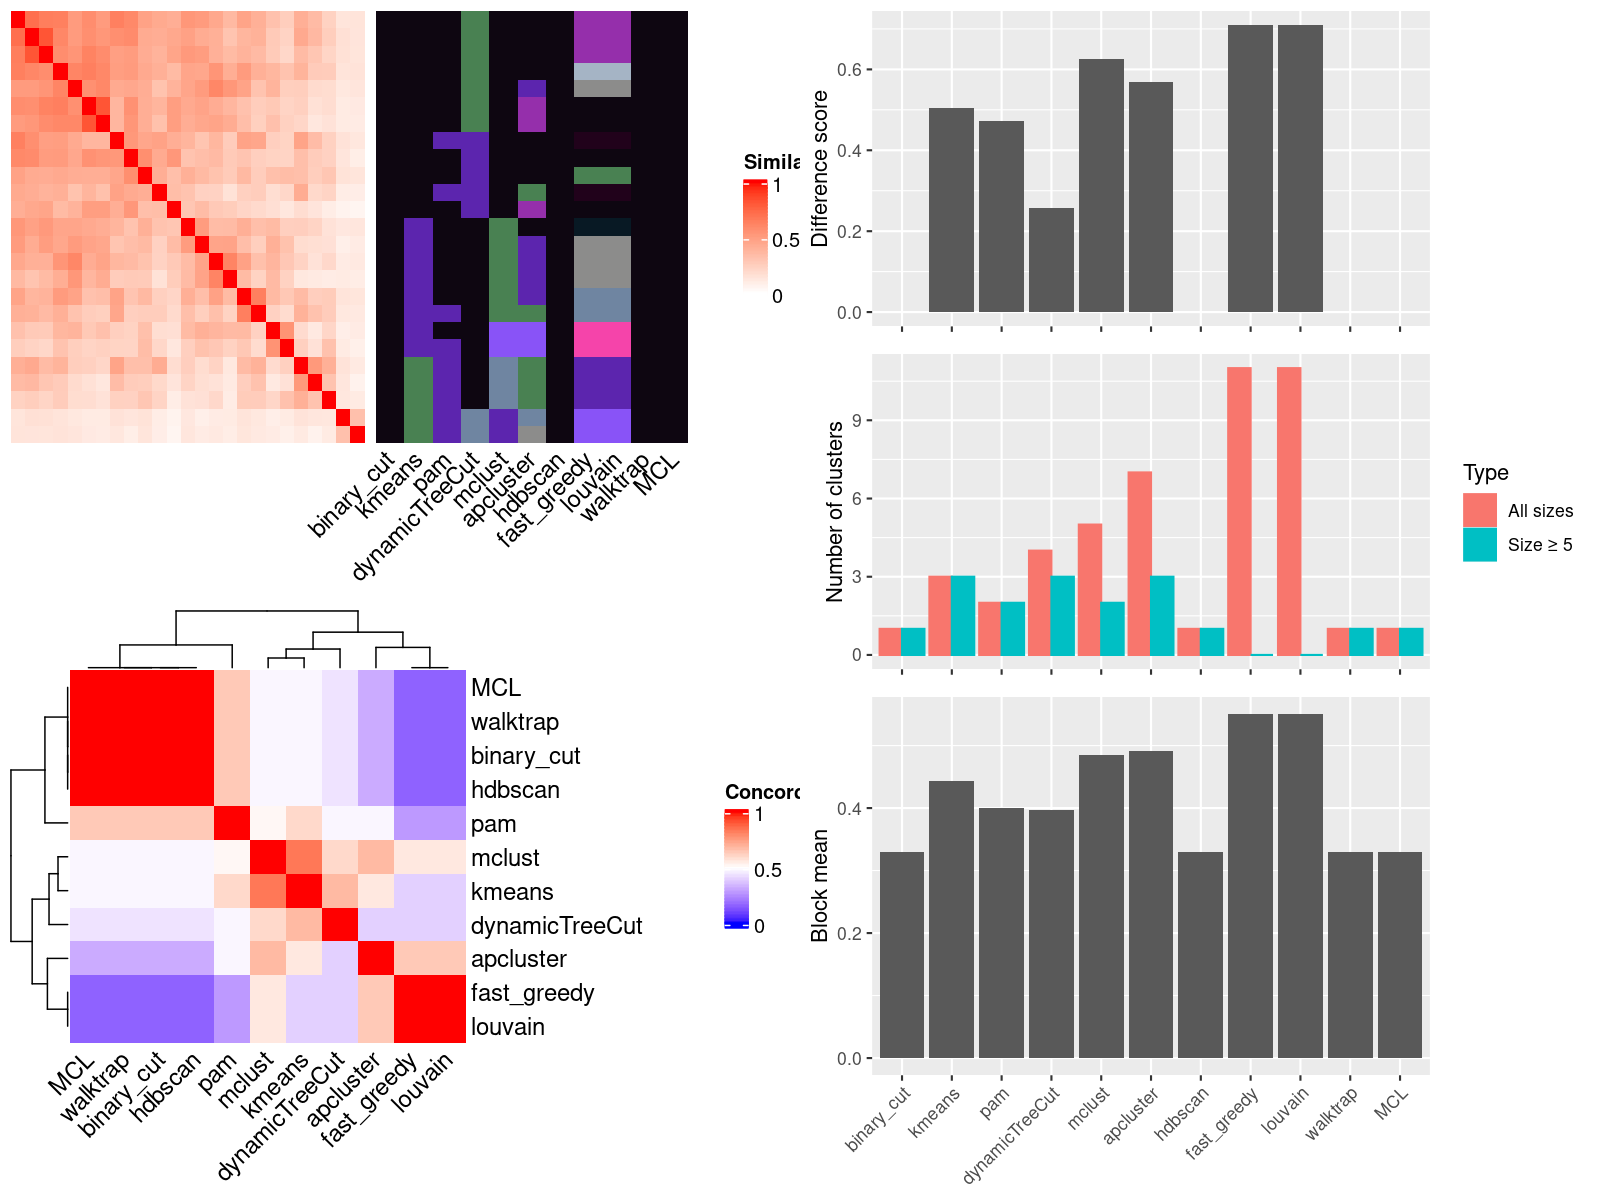 Simila
1
0.5
0
binary_cut
kmeans
pam
dynamicTreeCut
mclust
apcluster
hdbscan
fast_greedy
louvain
walktrap
MCL
MCL
walktrap
binary_cut
hdbscan
pam
mclust
kmeans
dynamicTreeCut
apcluster
fast_greedy
louvain
MCL
walktrap
binary_cut
hdbscan
pam
mclust
kmeans
dynamicTreeCut
apcluster
fast_greedy
louvain
Concord
1
0.5
0
Difference score
0.6
0.4
0.2
0.0
Number of clusters
9
6
3
0
Type
All sizes
Size ≥ 5
Block mean
0.4
0.2
0.0
binary_cut
kmeans
pam
dynamicTreeCut
mclust
apcluster
hdbscan
fast_greedy
louvain
walktrap
MCL